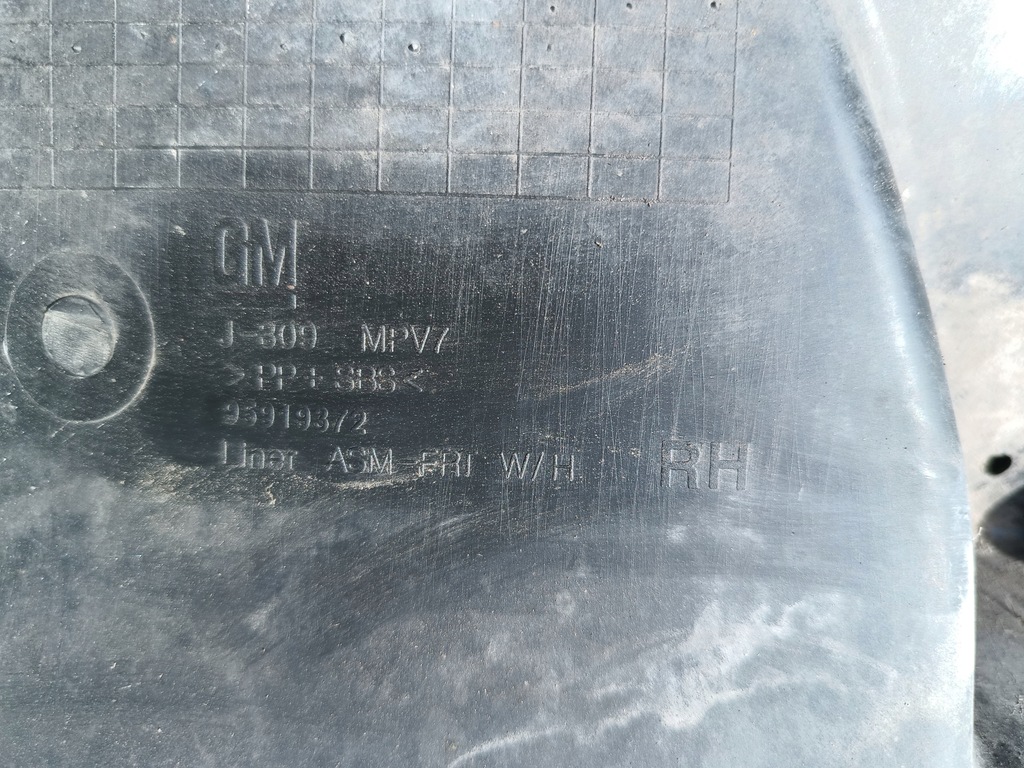 GM
J-309 MPV7
>PP+SBS<
95919372
Liner ASM-FRT W/H RH